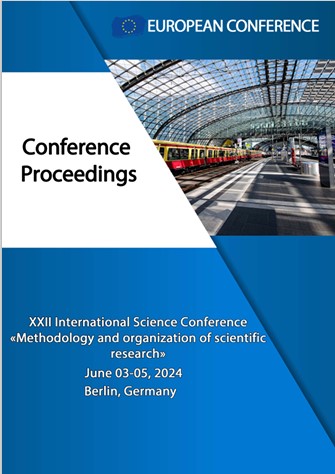 EUROPEAN CONFERENCE
Conference
Proceedings
XXII International Science Conference
«Methodology and organization of scientific
research»
June 03-05, 2024
Berlin, Germany